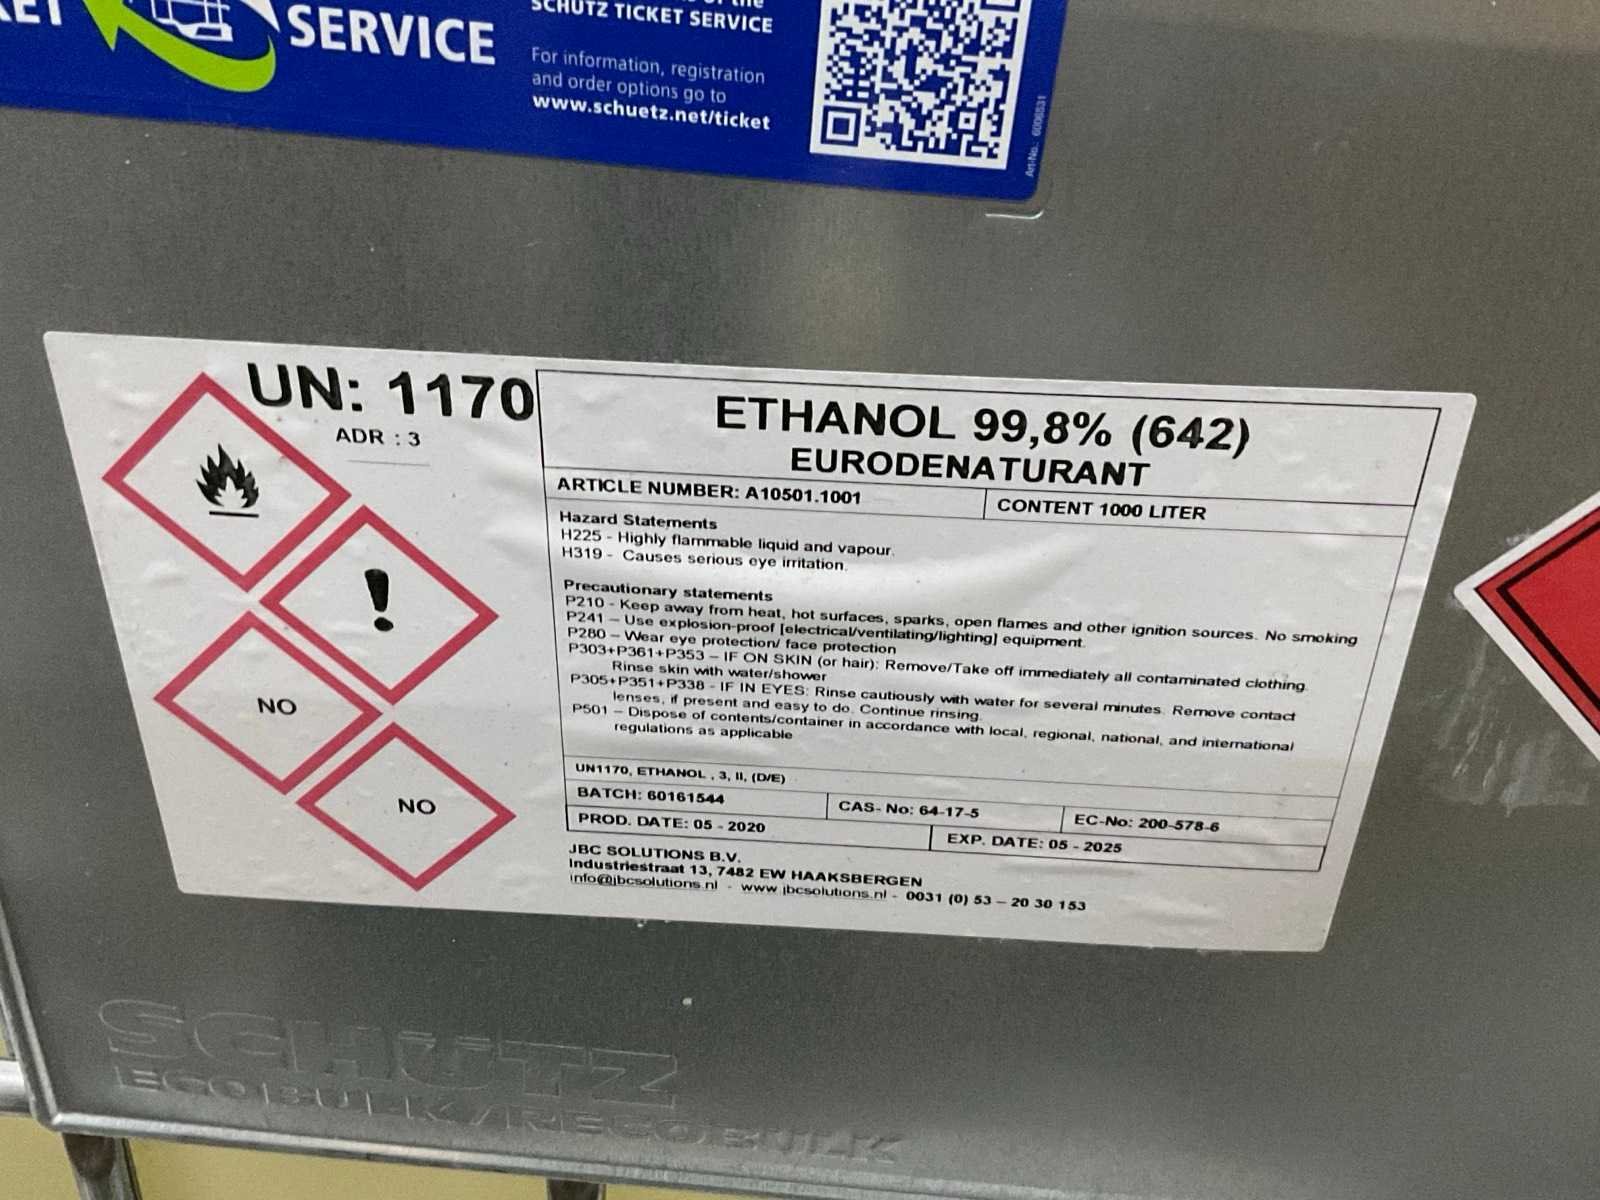 SERVICE
SCHÜTZ TICKET SERVICE
For information, registration
and order options go to
www.schuetz.net/ticket
Art-No. 6006831
UN: 1170
ADR : 3
NO
NO
ETHANOL 99,8% (642)
EURODENATURANT
ARTICLE NUMBER: A10501.1001
CONTENT 1000 LITER
Hazard Statements
H225 - Highly flammable liquid and vapour.
H319 - Causes serious eye irritation.
Precautionary statements
P210 - Keep away from heat, hot surfaces, sparks, open flames and other ignition sources. No smoking
P241 – Use explosion-proof [electrical/ventilating/lighting] equipment.
P280 – Wear eye protection/ face protection
P303+P361+P353 – IF ON SKIN (or hair): Remove/Take off immediately all contaminated clothing.
Rinse skin with water/shower
P305+P351+P338 - IF IN EYES: Rinse cautiously with water for several minutes. Remove contact
lenses, if present and easy to do. Continue rinsing.
P501 – Dispose of contents/container in accordance with local, regional, national, and international
regulations as applicable
UN1170, ETHANOL , 3, II, (D/E)
BATCH: 60161544
CAS- No: 64-17-5
EC-No: 200-578-6
PROD. DATE: 05 - 2020
EXP. DATE: 05 - 2025
JBC SOLUTIONS B.V.
Industriestraat 13, 7482 EW HAAKSBERGEN
info@jbcsolutions.nl - www.jbcsolutions.nl - 0031 (0) 53 – 20 30 153
SCHÜTZ
ECOBULK/RECOBULK